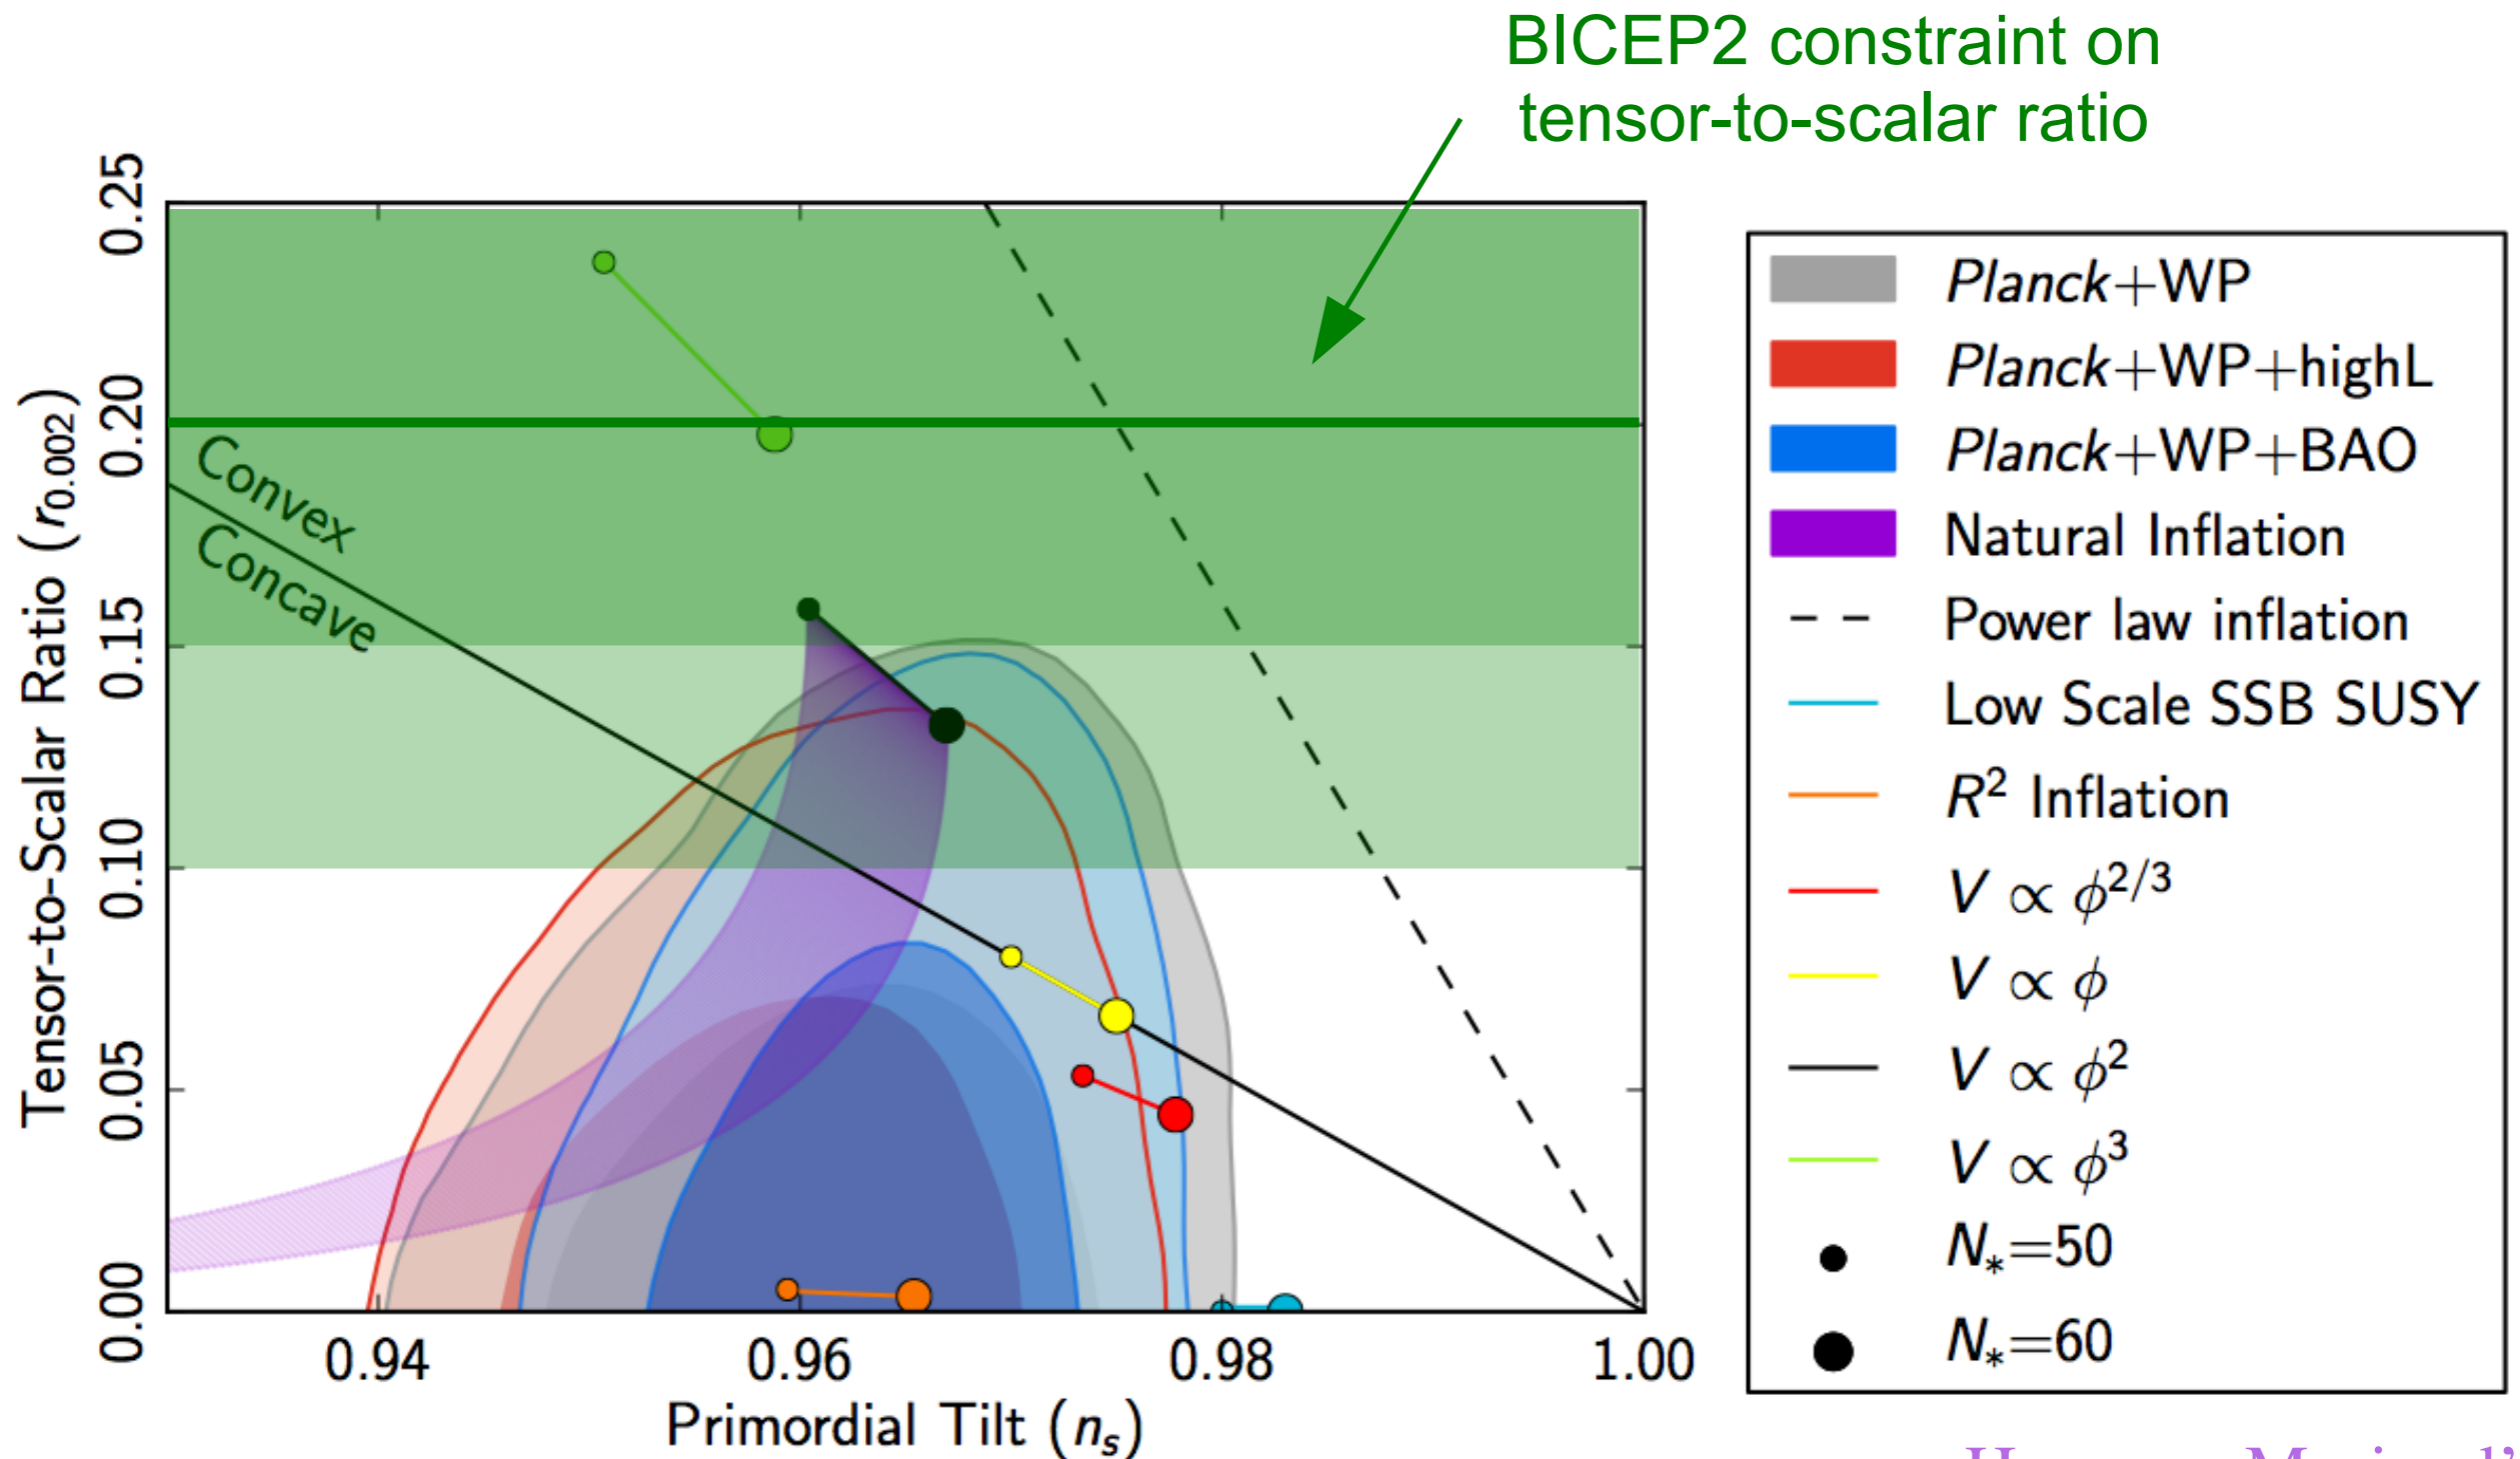 BICEP2 constraint on
tensor-to-scalar ratio
Tensor-to-Scalar Ratio (r0.002)
0.25
0.20
0.15
0.10
0.05
0.00
Convex
Concave
0.94 0.96 0.98 1.00
Primordial Tilt (ns)
Planck+WP
Planck+WP+highL
Planck+WP+BAO
Natural Inflation
Power law inflation
Low Scale SSB SUSY
R² Inflation
V ∝ ϕ^2/3
V ∝ ϕ
V ∝ ϕ²
V ∝ ϕ³
N*=50
N*=60